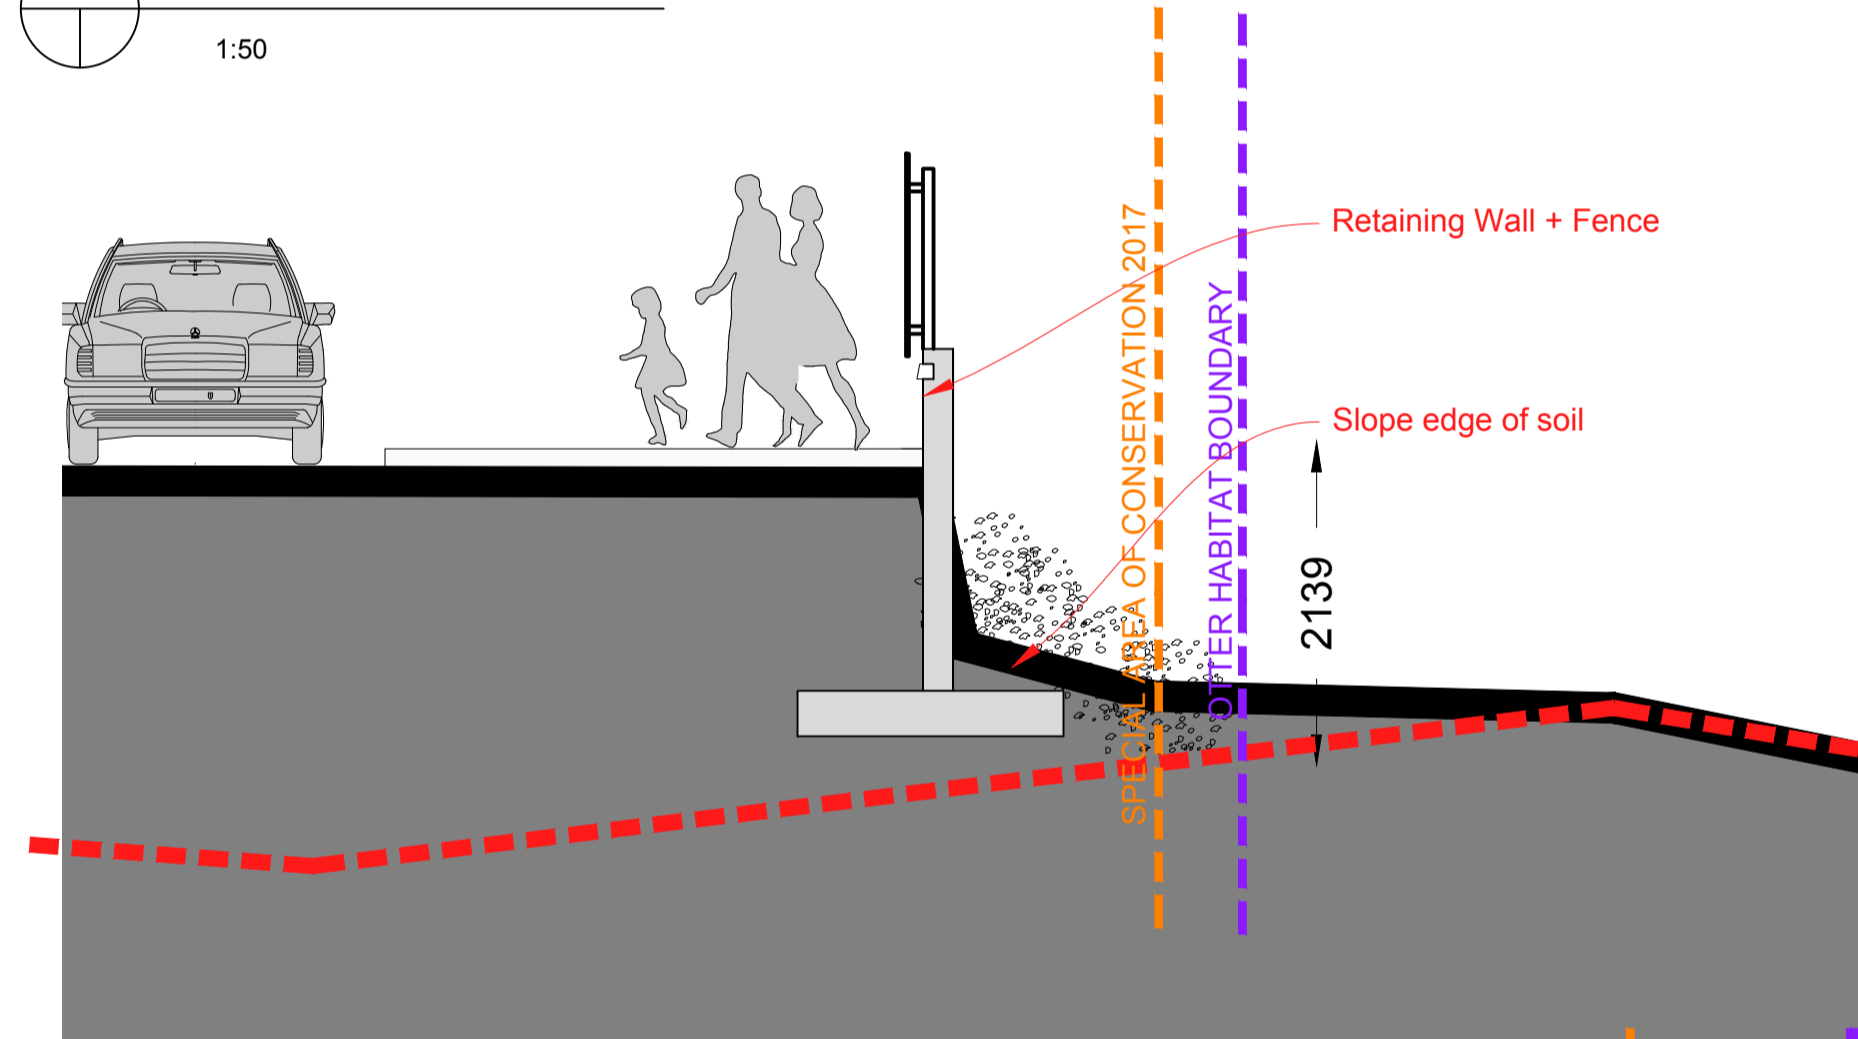 1:50
SPECIAL AREA OF CONSERVATION 2017
OTTER HABITAT BOUNDARY
Retaining Wall + Fence
Slope edge of soil
2139